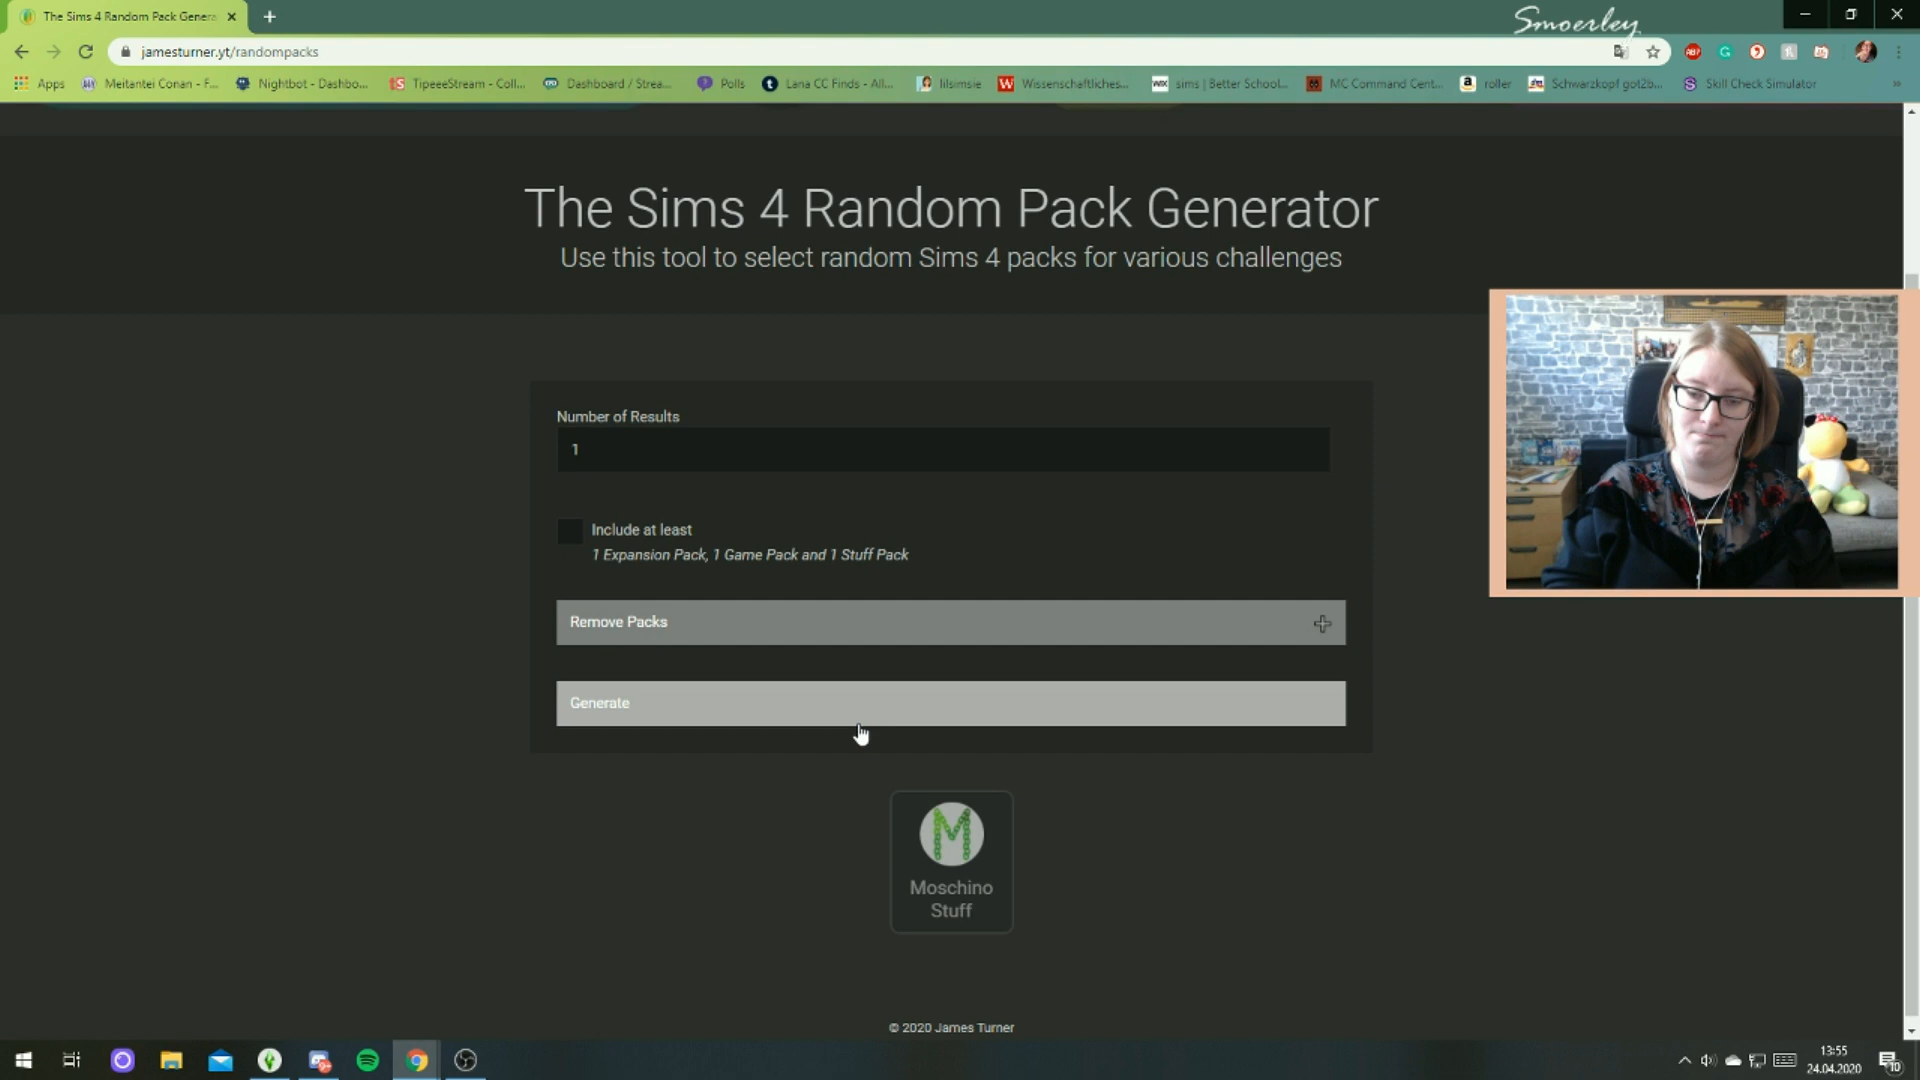 The Sims 4 Random Pack Genera
Smoerley
jamesturner.yt/randompacks
Apps
Meitantei Conan - F...
Nightbot - Dashbo...
TipeeeStream - Coll...
Dashboard / Strea...
Polls
Lana CC Finds - All...
lilsimsie
Wissenschaftliches...
sims | Better School...
MC Command Cent...
roller
Schwarzkopf got2b...
Skill Check Simulator
The Sims 4 Random Pack Generator
Use this tool to select random Sims 4 packs for various challenges
Number of Results
1
Include at least
1 Expansion Pack, 1 Game Pack and 1 Stuff Pack
Remove Packs
Generate
M
Moschino
Stuff
© 2020 James Turner
13:55
24.04.2020
10